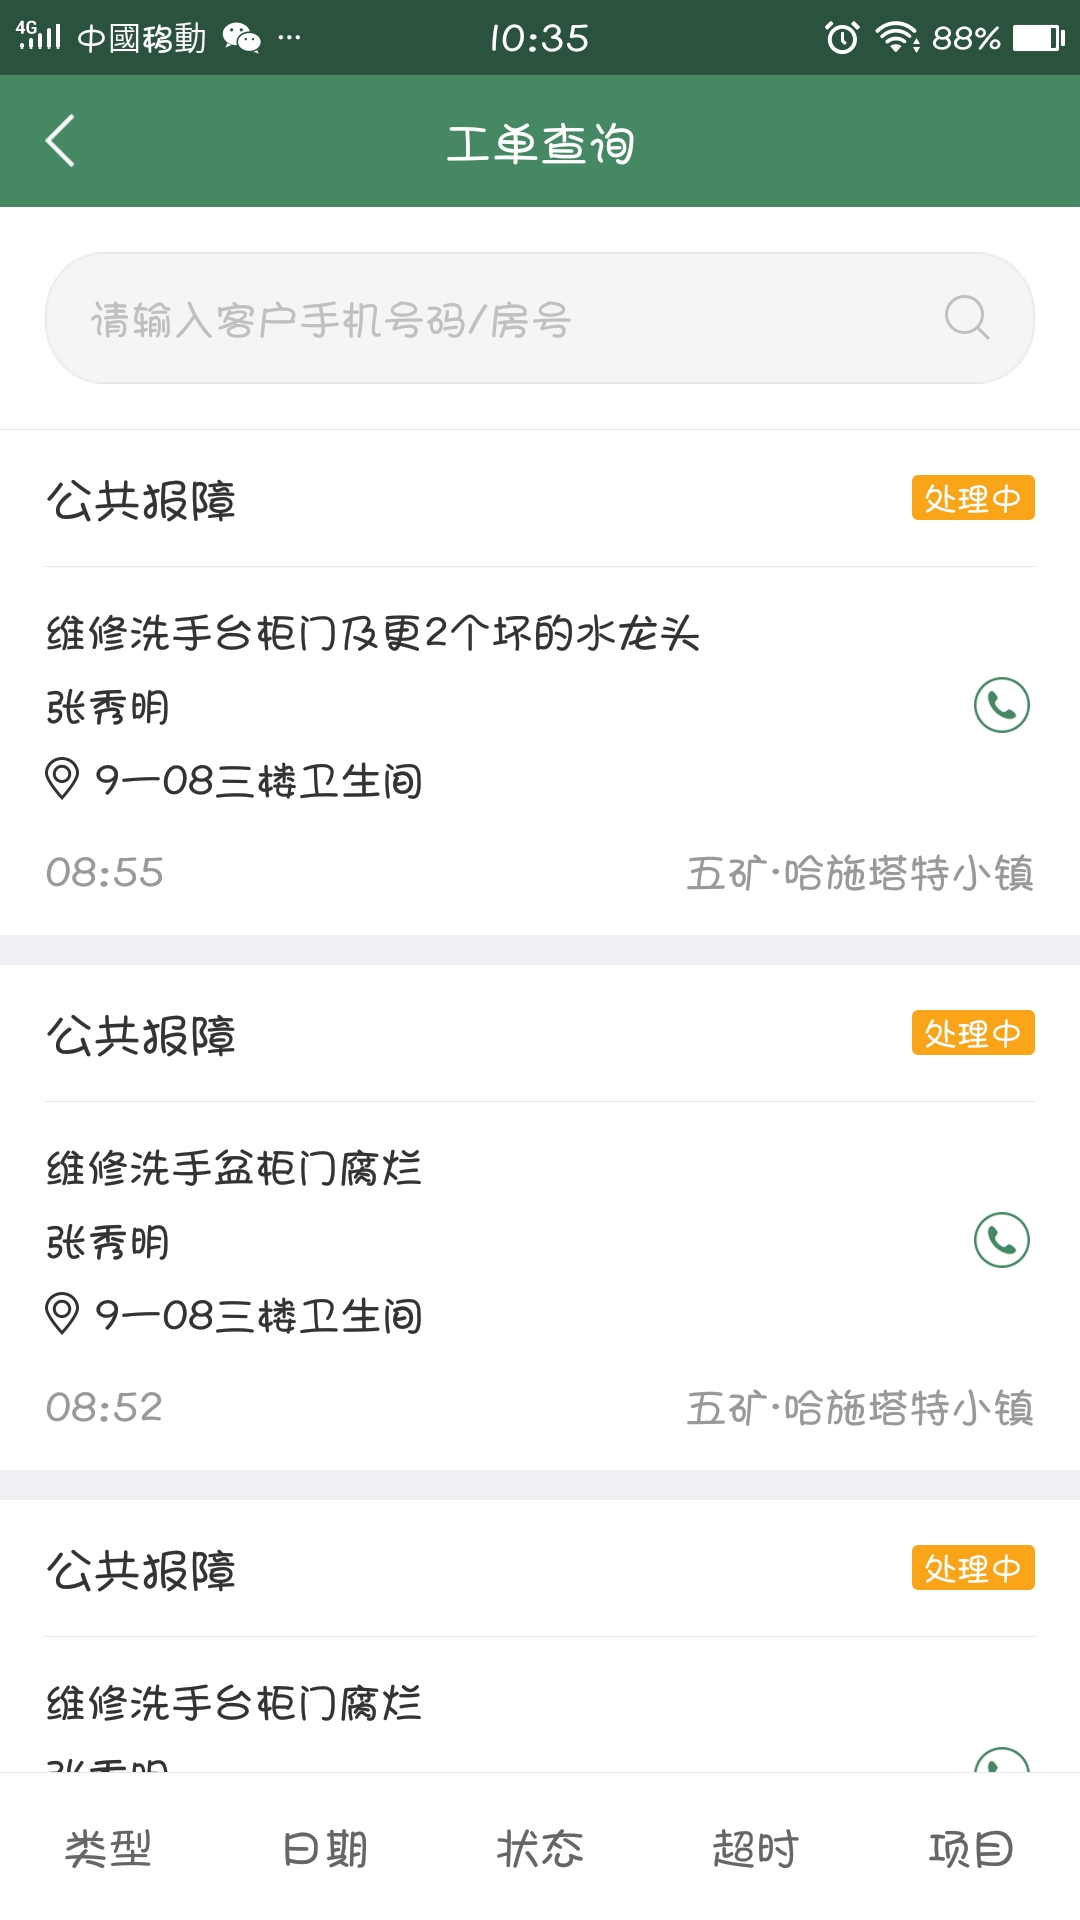 4G 中國移動 ··· 10:35 88%
工单查询
请输入客户手机号码/房号
公共报障 处理中
维修洗手台柜门及更2个坏的水龙头
张秀明
9一08三楼卫生间
08:55 五矿·哈施塔特小镇
公共报障 处理中
维修洗手盆柜门腐烂
张秀明
9一08三楼卫生间
08:52 五矿·哈施塔特小镇
公共报障 处理中
维修洗手台柜门腐烂
张秀明
类型 日期 状态 超时 项目